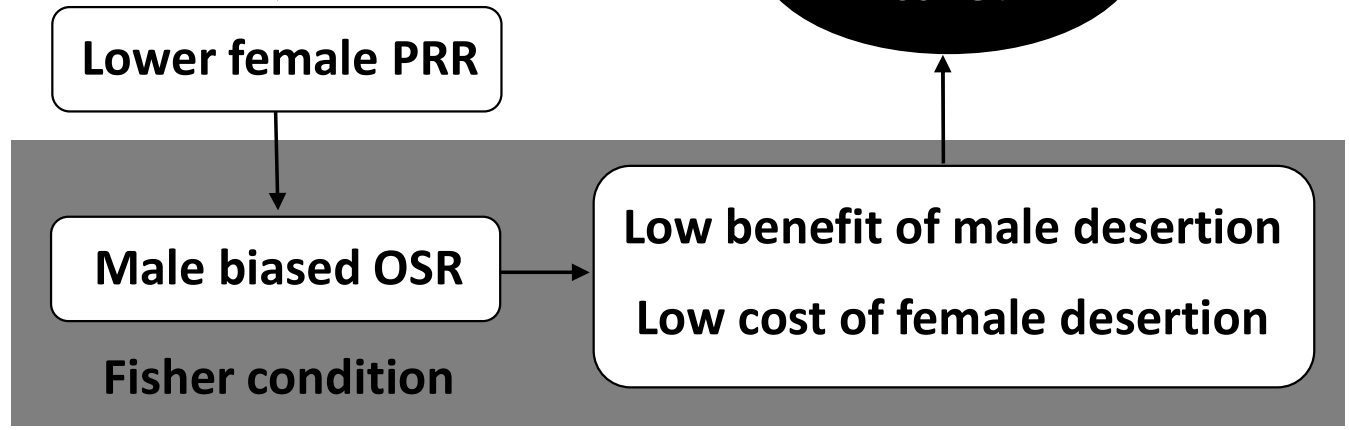 Lower female PRR
Male biased OSR
Low benefit of male desertion
Low cost of female desertion
Fisher condition